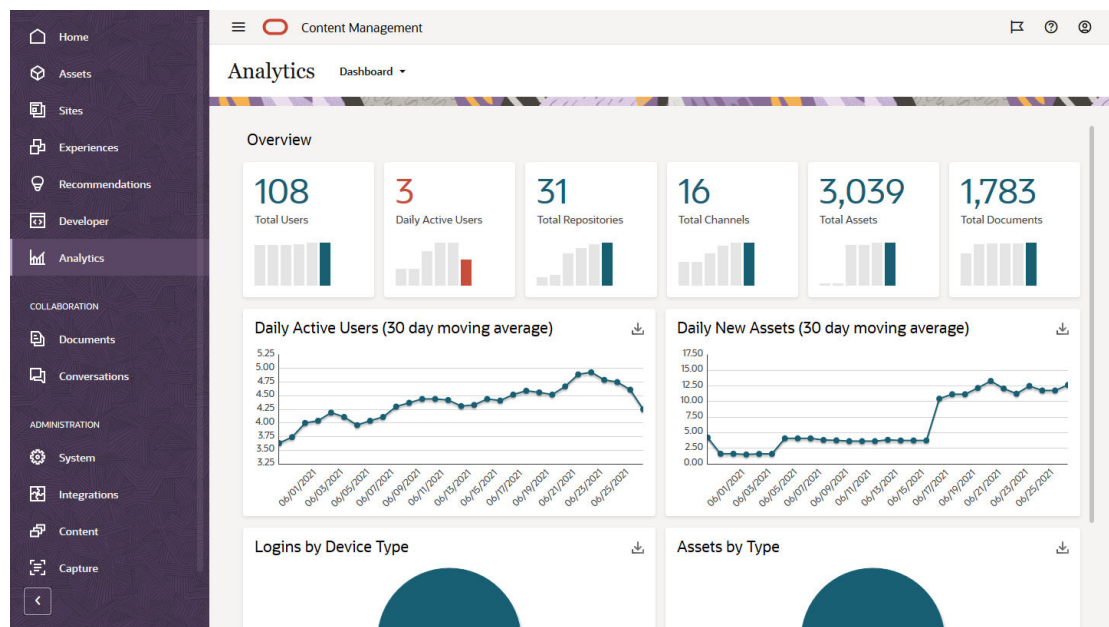 Home
Assets
Sites
Experiences
Recommendations
Developer
Analytics
COLLABORATION
Documents
Conversations
ADMINISTRATION
System
Integrations
Content
Capture
Content Management
Analytics Dashboard
Overview
108
Total Users
3
Daily Active Users
31
Total Repositories
16
Total Channels
3,039
Total Assets
1,783
Total Documents
Daily Active Users (30 day moving average)
5.25
5.00
4.75
4.50
4.25
4.00
3.75
3.50
3.25
06/01/2021
06/03/2021
06/05/2021
06/07/2021
06/09/2021
06/11/2021
06/13/2021
06/15/2021
06/17/2021
06/19/2021
06/21/2021
06/23/2021
06/25/2021
Daily New Assets (30 day moving average)
17.50
15.00
12.50
10.00
7.50
5.00
2.50
0.00
06/01/2021
06/03/2021
06/05/2021
06/07/2021
06/09/2021
06/11/2021
06/13/2021
06/15/2021
06/17/2021
06/19/2021
06/21/2021
06/23/2021
06/25/2021
Logins by Device Type
Assets by Type